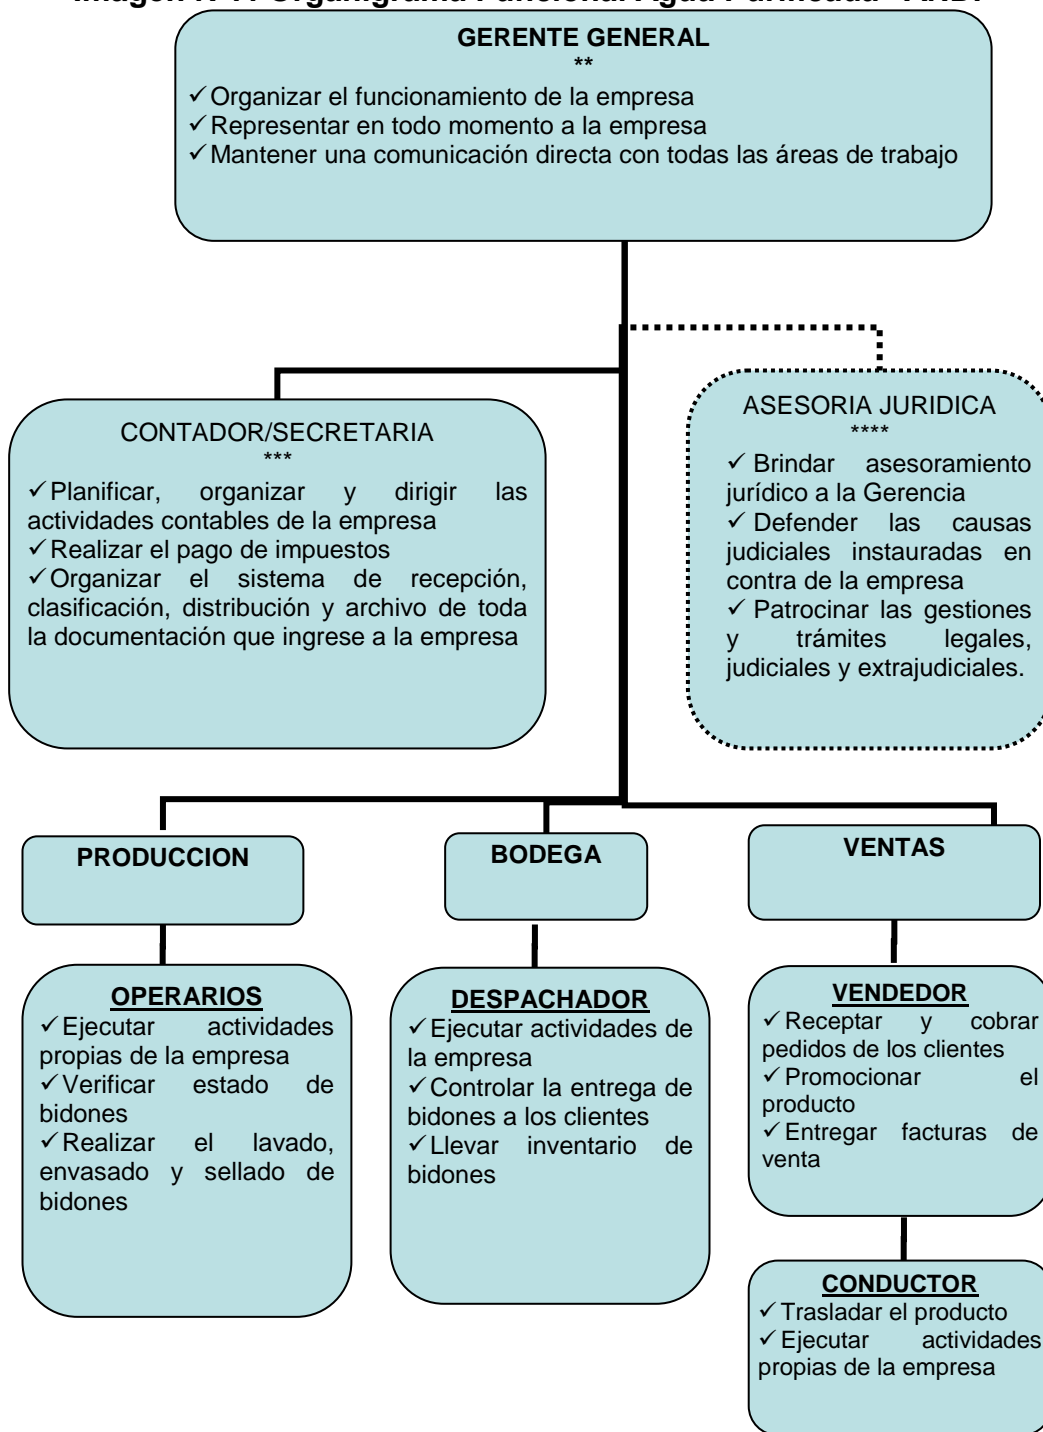 GERENTE GENERAL
**
✓Organizar el funcionamiento de la empresa
✓Representar en todo momento a la empresa
✓Mantener una comunicación directa con todas las áreas de trabajo
CONTADOR/SECRETARIA
***
✓Planificar, organizar y dirigir las
actividades contables de la empresa
✓Realizar el pago de impuestos
✓Organizar el sistema de recepción,
clasificación, distribución y archivo de toda
la documentación que ingrese a la empresa
ASESORIA JURIDICA
****
✓ Brindar asesoramiento
jurídico a la Gerencia
✓ Defender las causas
judiciales instauradas en
contra de la empresa
✓ Patrocinar las gestiones
y trámites legales,
judiciales y extrajudiciales.
PRODUCCION
BODEGA
VENTAS
OPERARIOS
✓Ejecutar actividades
propias de la empresa
✓Verificar estado de
bidones
✓Realizar el lavado,
envasado y sellado de
bidones
DESPACHADOR
✓Ejecutar actividades de
la empresa
✓Controlar la entrega de
bidones a los clientes
✓Llevar inventario de
bidones
VENDEDOR
✓Receptar y cobrar
pedidos de los clientes
✓Promocionar el
producto
✓Entregar facturas de
venta
CONDUCTOR
✓Trasladar el producto
✓Ejecutar actividades
propias de la empresa